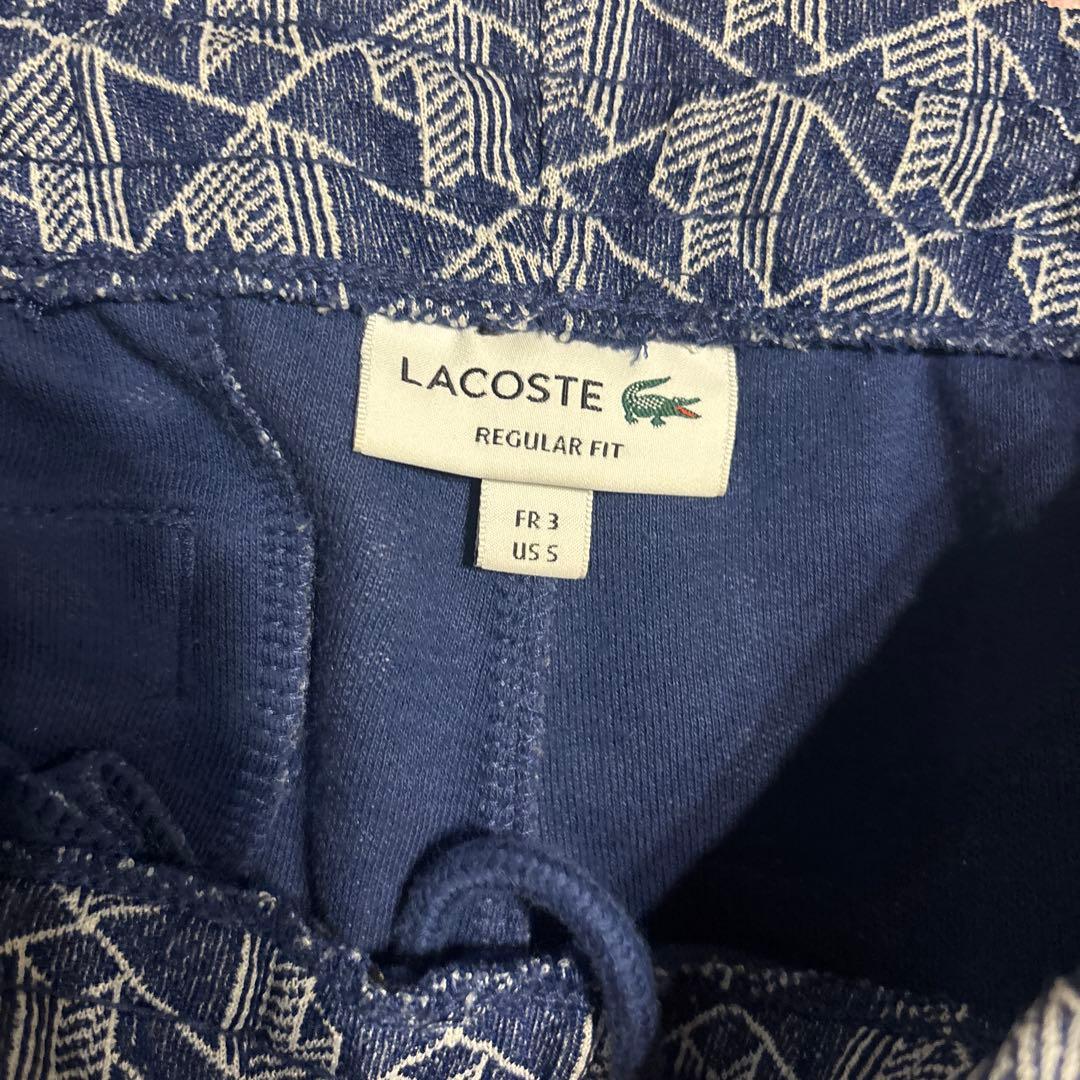 LACOSTE
REGULAR FIT
FR 3
US S